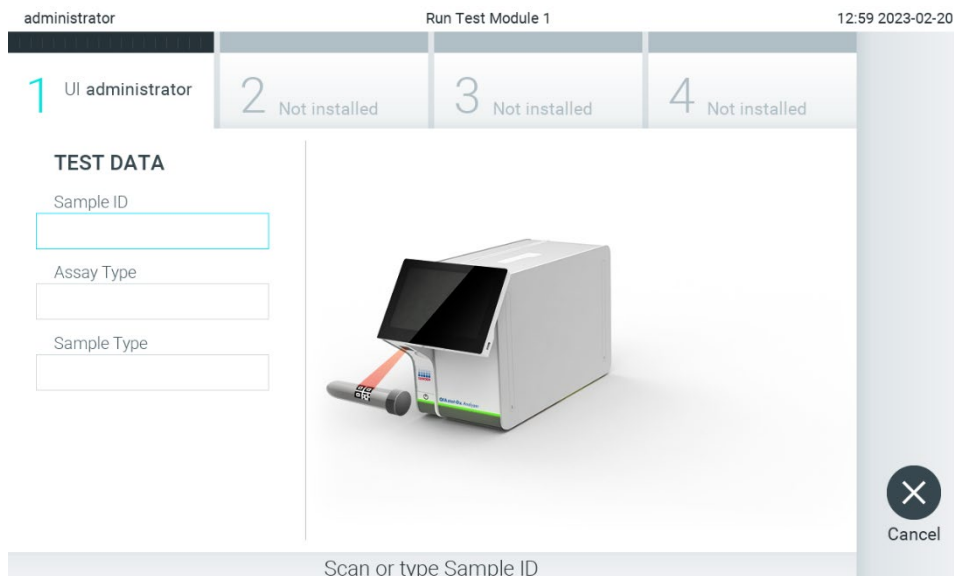 administrator Run Test Module 1 12:59 2023-02-20
1 UI administrator 2 Not installed 3 Not installed 4 Not installed
TEST DATA
Sample ID
Assay Type
Sample Type
Cancel
Scan or type Sample ID